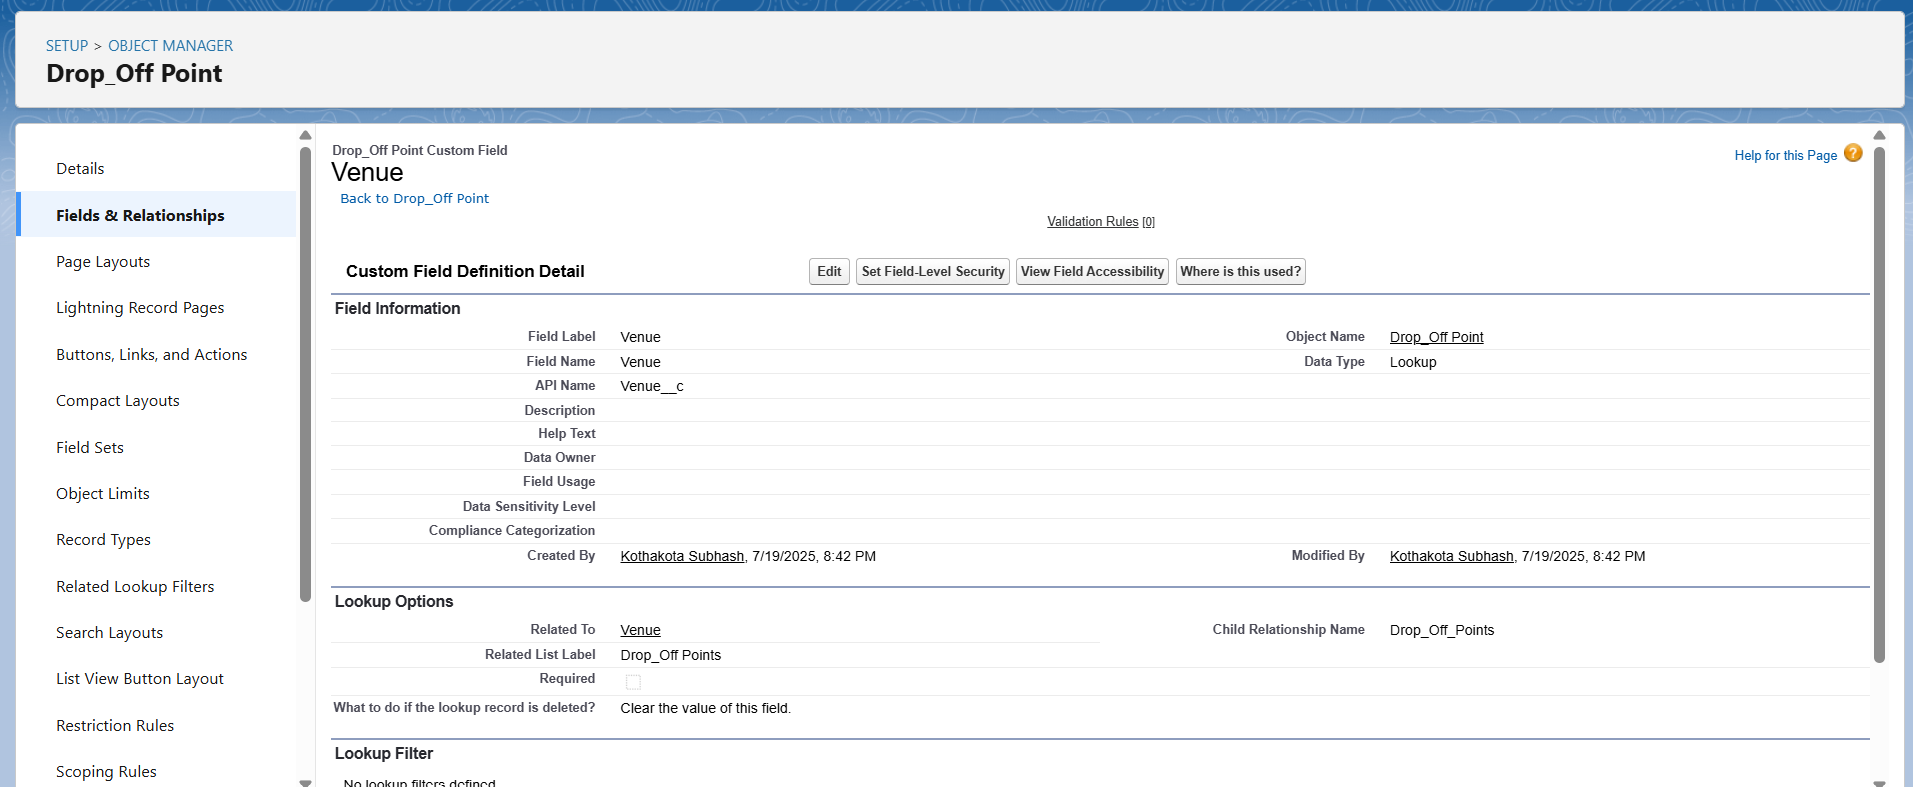 SETUP > OBJECT MANAGER
Drop_Off Point
Details
Fields & Relationships
Page Layouts
Lightning Record Pages
Buttons, Links, and Actions
Compact Layouts
Field Sets
Object Limits
Record Types
Related Lookup Filters
Search Layouts
List View Button Layout
Restriction Rules
Scoping Rules
Drop_Off Point Custom Field
Venue
Back to Drop_Off Point
Help for this Page ?
Validation Rules [0]
Custom Field Definition Detail Edit Set Field-Level Security View Field Accessibility Where is this used?
Field Information
Field Label Venue Object Name Drop_Off Point
Field Name Venue Data Type Lookup
API Name Venue__c
Description
Help Text
Data Owner
Field Usage
Data Sensitivity Level
Compliance Categorization
Created By Kothakota Subhash, 7/19/2025, 8:42 PM Modified By Kothakota Subhash, 7/19/2025, 8:42 PM
Lookup Options
Related To Venue Child Relationship Name Drop_Off_Points
Related List Label Drop_Off Points
Required
What to do if the lookup record is deleted? Clear the value of this field.
Lookup Filter
No lookup filters defined